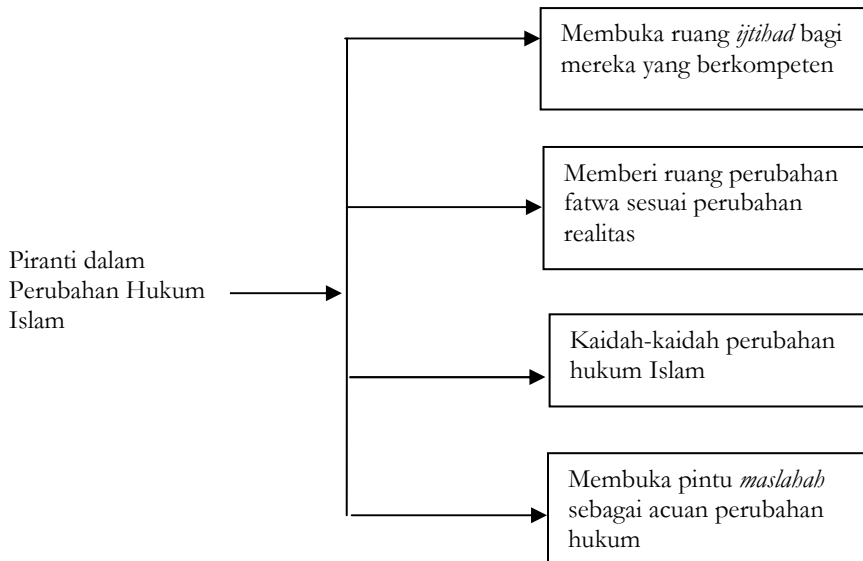 Membuka ruang ijtihad bagi
mereka yang berkompeten
Memberi ruang perubahan
fatwa sesuai perubahan
realitas
Piranti dalam
Perubahan Hukum
Islam
Kaidah-kaidah perubahan
hukum Islam
Membuka pintu maslahah
sebagai acuan perubahan
hukum